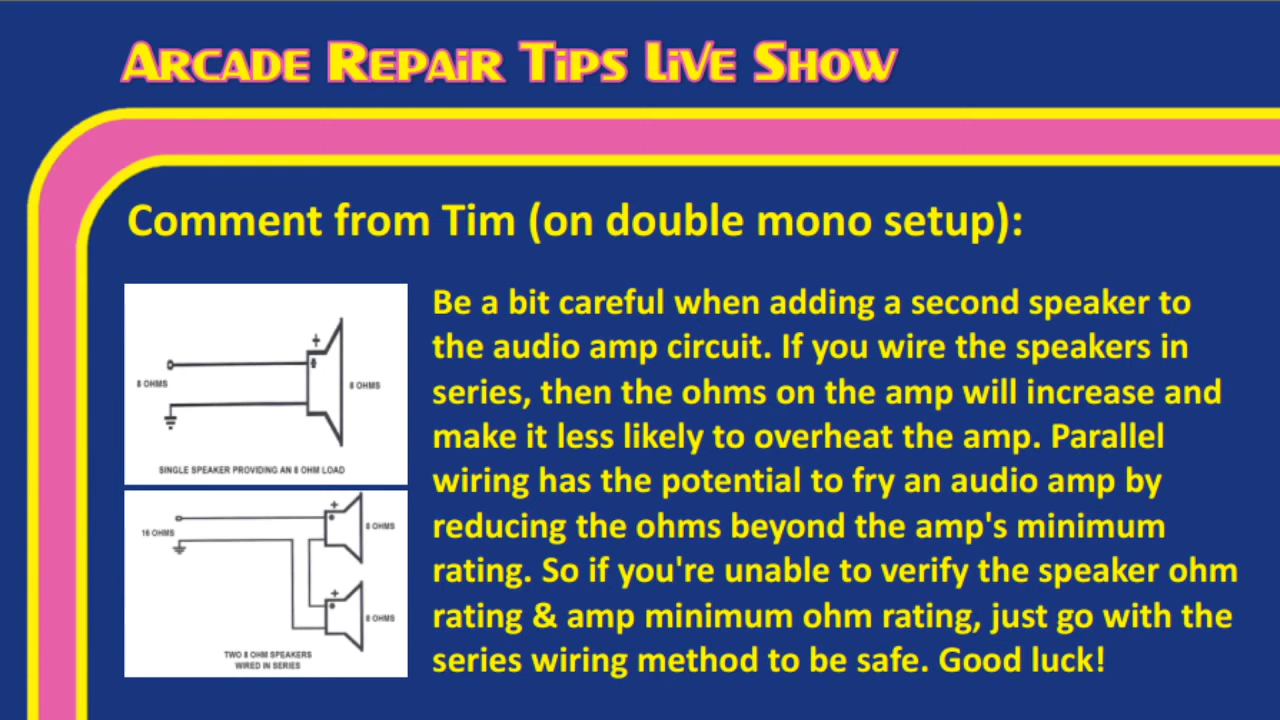 ARCADE REPAIR TIPS LIVE SHOW
Comment from Tim (on double mono setup):
+
8 OHMS
8 OHMS
SINGLE SPEAKER PROVIDING AN 8 OHM LOAD
+
16 OHMS
8 OHMS
+
8 OHMS
TWO 8 OHM SPEAKERS
WIRED IN SERIES
Be a bit careful when adding a second speaker to
the audio amp circuit. If you wire the speakers in
series, then the ohms on the amp will increase and
make it less likely to overheat the amp. Parallel
wiring has the potential to fry an audio amp by
reducing the ohms beyond the amp's minimum
rating. So if you're unable to verify the speaker ohm
rating & amp minimum ohm rating, just go with the
series wiring method to be safe. Good luck!